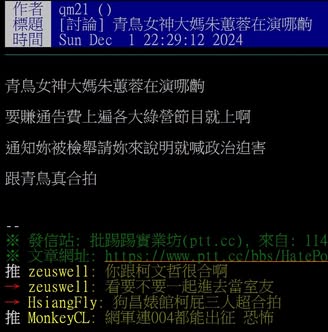 作者 qm21 ()
標題 [討論] 青鳥女神大媽朱蕙蓉在演哪齣
時間 Sun Dec  1 22:29:12 2024
青鳥女神大媽朱蕙蓉在演哪齣
要賺通告費上遍各大綠營節目就上啊
通知妳被檢舉請妳來說明就喊政治迫害
跟青鳥真合拍
--
※ 發信站: 批踢踢實業坊(ptt.cc), 來自: 114
※ 文章網址: https://www.ptt.cc/bbs/HatePo
推 zeuswell: 你跟柯文哲很合啊
→ zeuswell: 看要不要一起進去當室友
→ HsiangFly: 狗昌婊館柯屁三人超合拍
推 MonkeyCL: 網軍連004都能出征 恐怖